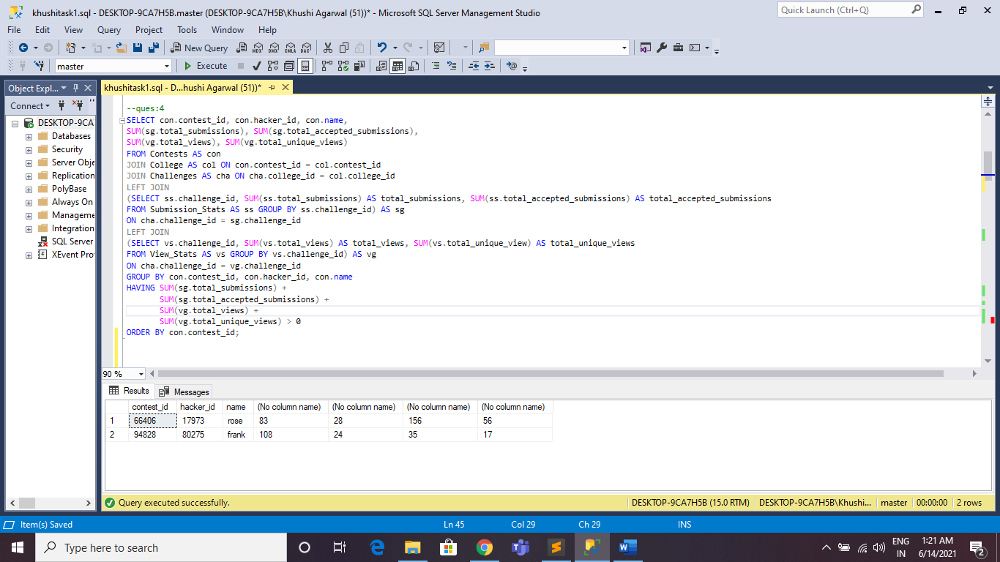 khushitask1.sql - DESKTOP-9CA7H5B.master (DESKTOP-9CA7H5B\Khushi Agarwal (51))* - Microsoft SQL Server Management Studio
Quick Launch (Ctrl+Q)
File Edit View Query Project Tools Window Help
New Query MDX DMX XMLA DAX
master Execute
Object Expl...
khushitask1.sql - D...hushi Agarwal (51))*
Connect
DESKTOP-9CA
Databases
Security
Server Obje
Replication
PolyBase
Always On
Manageme
Integration
SQL Server
XEvent Pro
--ques:4
SELECT con.contest_id, con.hacker_id, con.name,
SUM(sg.total_submissions), SUM(sg.total_accepted_submissions),
SUM(vg.total_views), SUM(vg.total_unique_views)
FROM Contests AS con
JOIN College AS col ON con.contest_id = col.contest_id
JOIN Challenges AS cha ON cha.college_id = col.college_id
LEFT JOIN
(SELECT ss.challenge_id, SUM(ss.total_submissions) AS total_submissions, SUM(ss.total_accepted_submissions) AS total_accepted_submissions
FROM Submission_Stats AS ss GROUP BY ss.challenge_id) AS sg
ON cha.challenge_id = sg.challenge_id
LEFT JOIN
(SELECT vs.challenge_id, SUM(vs.total_views) AS total_views, SUM(vs.total_unique_view) AS total_unique_views
FROM View_Stats AS vs GROUP BY vs.challenge_id) AS vg
ON cha.challenge_id = vg.challenge_id
GROUP BY con.contest_id, con.hacker_id, con.name
HAVING SUM(sg.total_submissions) +
SUM(sg.total_accepted_submissions) +
SUM(vg.total_views) +
SUM(vg.total_unique_views) > 0
ORDER BY con.contest_id;
90 %
Results Messages
contest_id hacker_id name (No column name) (No column name) (No column name) (No column name)
1 66406 17973 rose 83 28 156 56
2 94828 80275 frank 108 24 35 17
Query executed successfully. DESKTOP-9CA7H5B (15.0 RTM) DESKTOP-9CA7H5B\Khushi... master 00:00:00 2 rows
Item(s) Saved Ln 45 Col 29 Ch 29 INS
Type here to search
ENG
IN
1:21 AM
6/14/2021
2